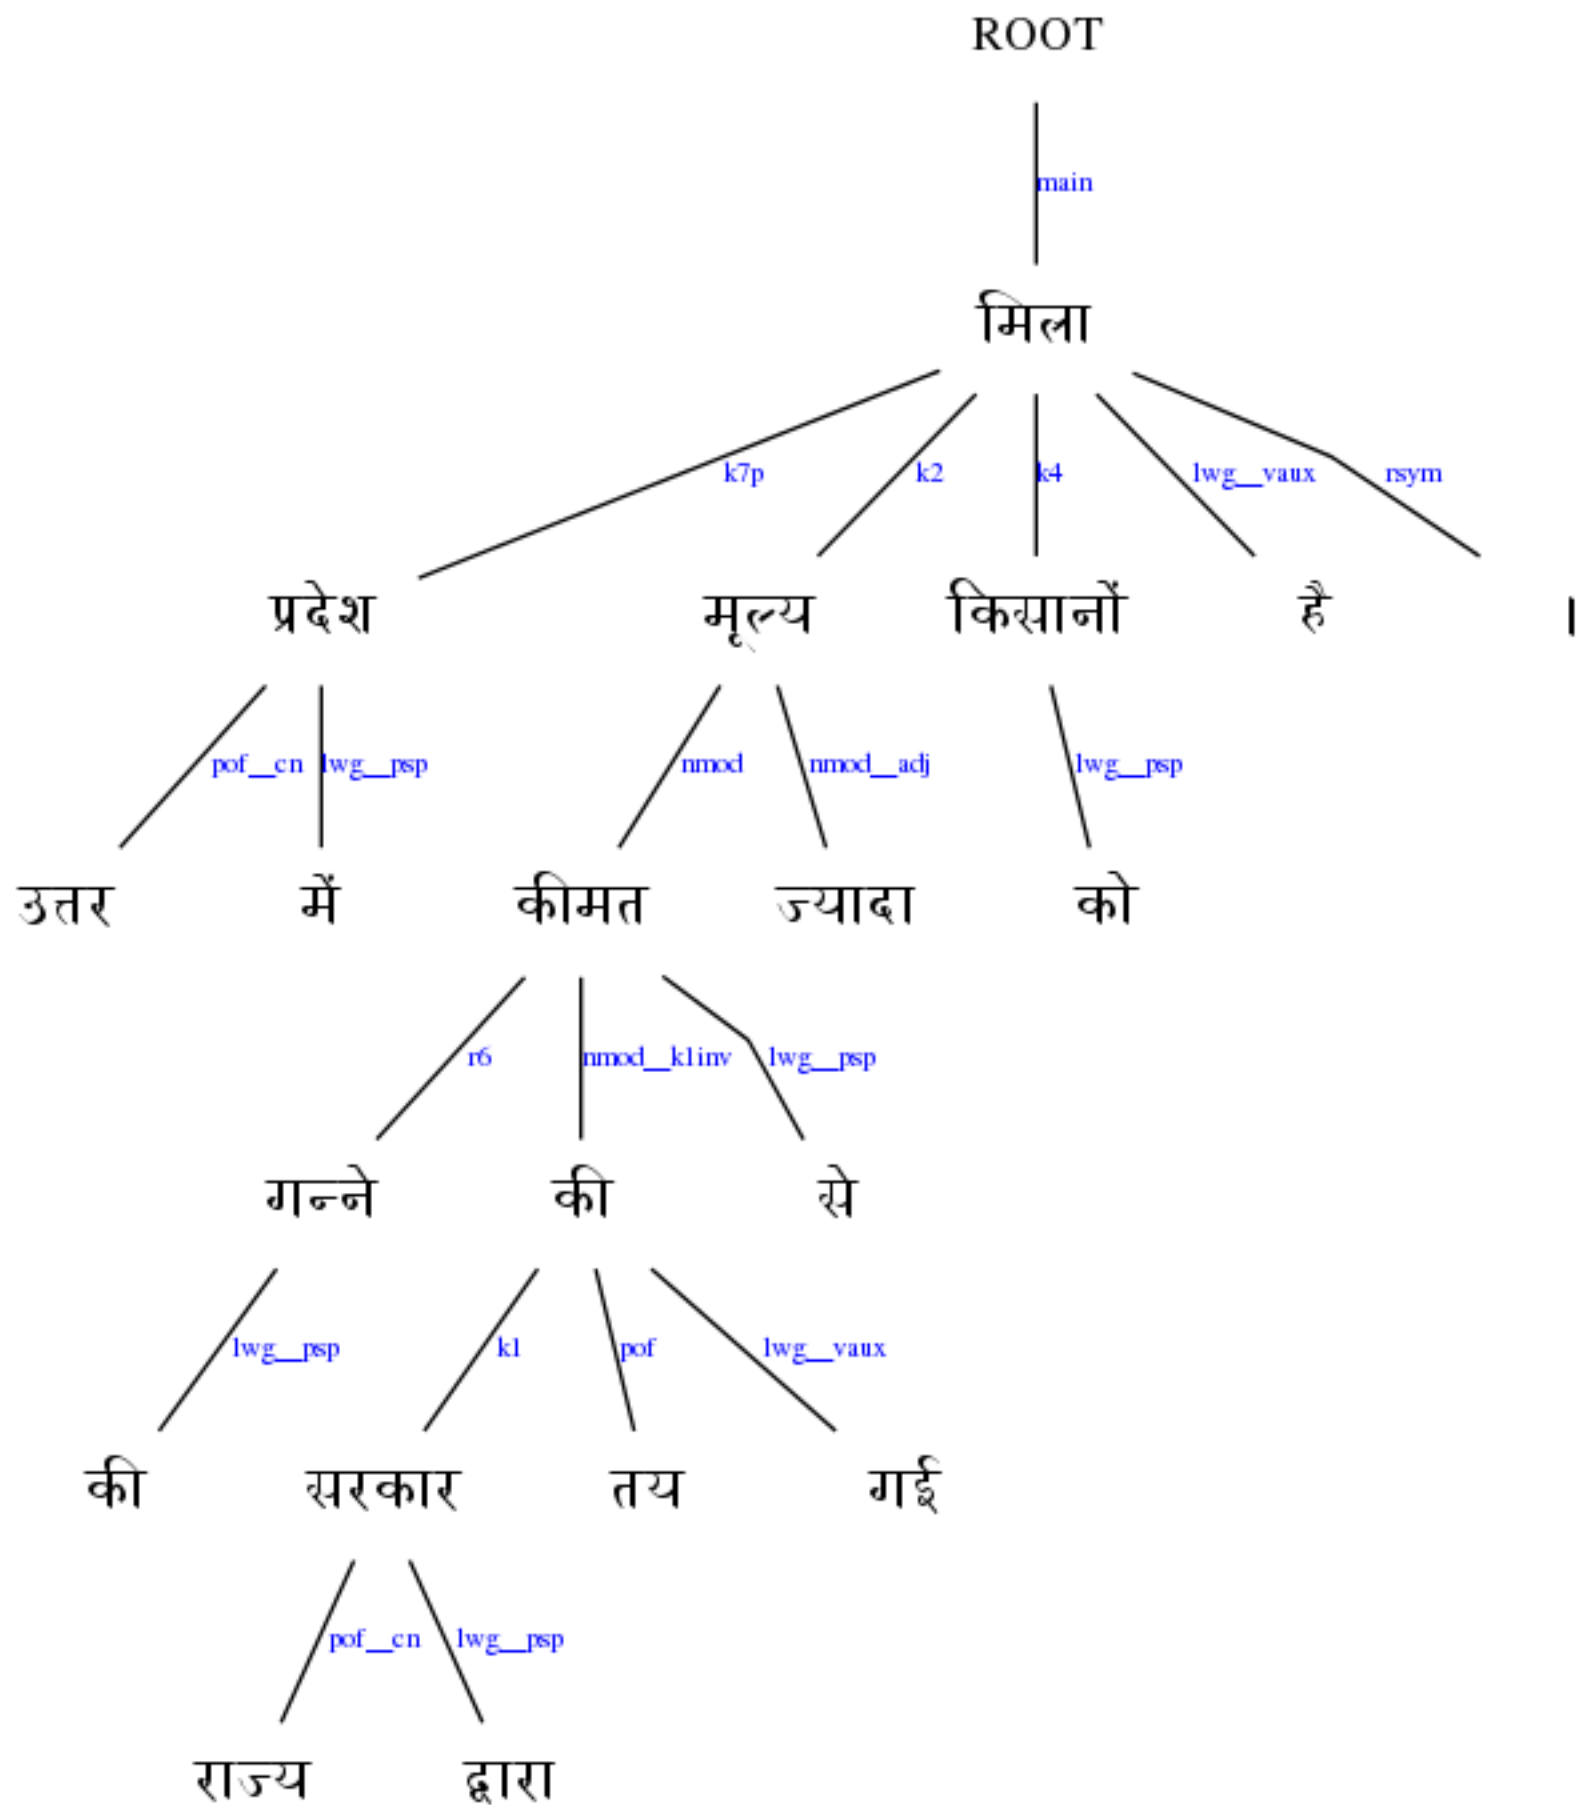 ROOT
main
मिला
k7p k2 k4 lwg__vaux rsym
प्रदेश मूल्य किसानों है ।
pof__cn lwg__psp nmod nmod__adj lwg__psp
उत्तर में कीमत ज्यादा को
r6 nmod__k1inv lwg__psp
गन्ने की से
lwg__psp k1 pof lwg__vaux
की सरकार तय गई
pof__cn lwg__psp
राज्य द्वारा